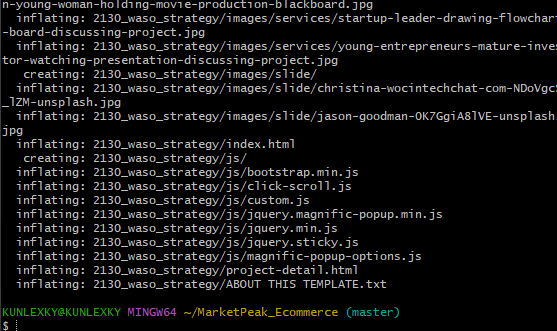 n-young-woman-holding-movie-production-blackboard.jpg
  inflating: 2130_waso_strategy/images/services/startup-leader-drawing-flowchart
-board-discussing-project.jpg
  inflating: 2130_waso_strategy/images/services/young-entrepreneurs-mature-inves
tor-watching-presentation-discussing-project.jpg
   creating: 2130_waso_strategy/images/slide/
  inflating: 2130_waso_strategy/images/slide/christina-wocintechchat-com-NDoVgcS
_lZM-unsplash.jpg
  inflating: 2130_waso_strategy/images/slide/jason-goodman-OK7GgiA8lVE-unsplash.
jpg
  inflating: 2130_waso_strategy/index.html
   creating: 2130_waso_strategy/js/
  inflating: 2130_waso_strategy/js/bootstrap.min.js
  inflating: 2130_waso_strategy/js/click-scroll.js
  inflating: 2130_waso_strategy/js/custom.js
  inflating: 2130_waso_strategy/js/jquery.magnific-popup.min.js
  inflating: 2130_waso_strategy/js/jquery.min.js
  inflating: 2130_waso_strategy/js/jquery.sticky.js
  inflating: 2130_waso_strategy/js/magnific-popup-options.js
  inflating: 2130_waso_strategy/project-detail.html
  inflating: 2130_waso_strategy/ABOUT THIS TEMPLATE.txt
KUNLEXKY@KUNLEXKY MINGW64 ~/MarketPeak_Ecommerce (master)
$